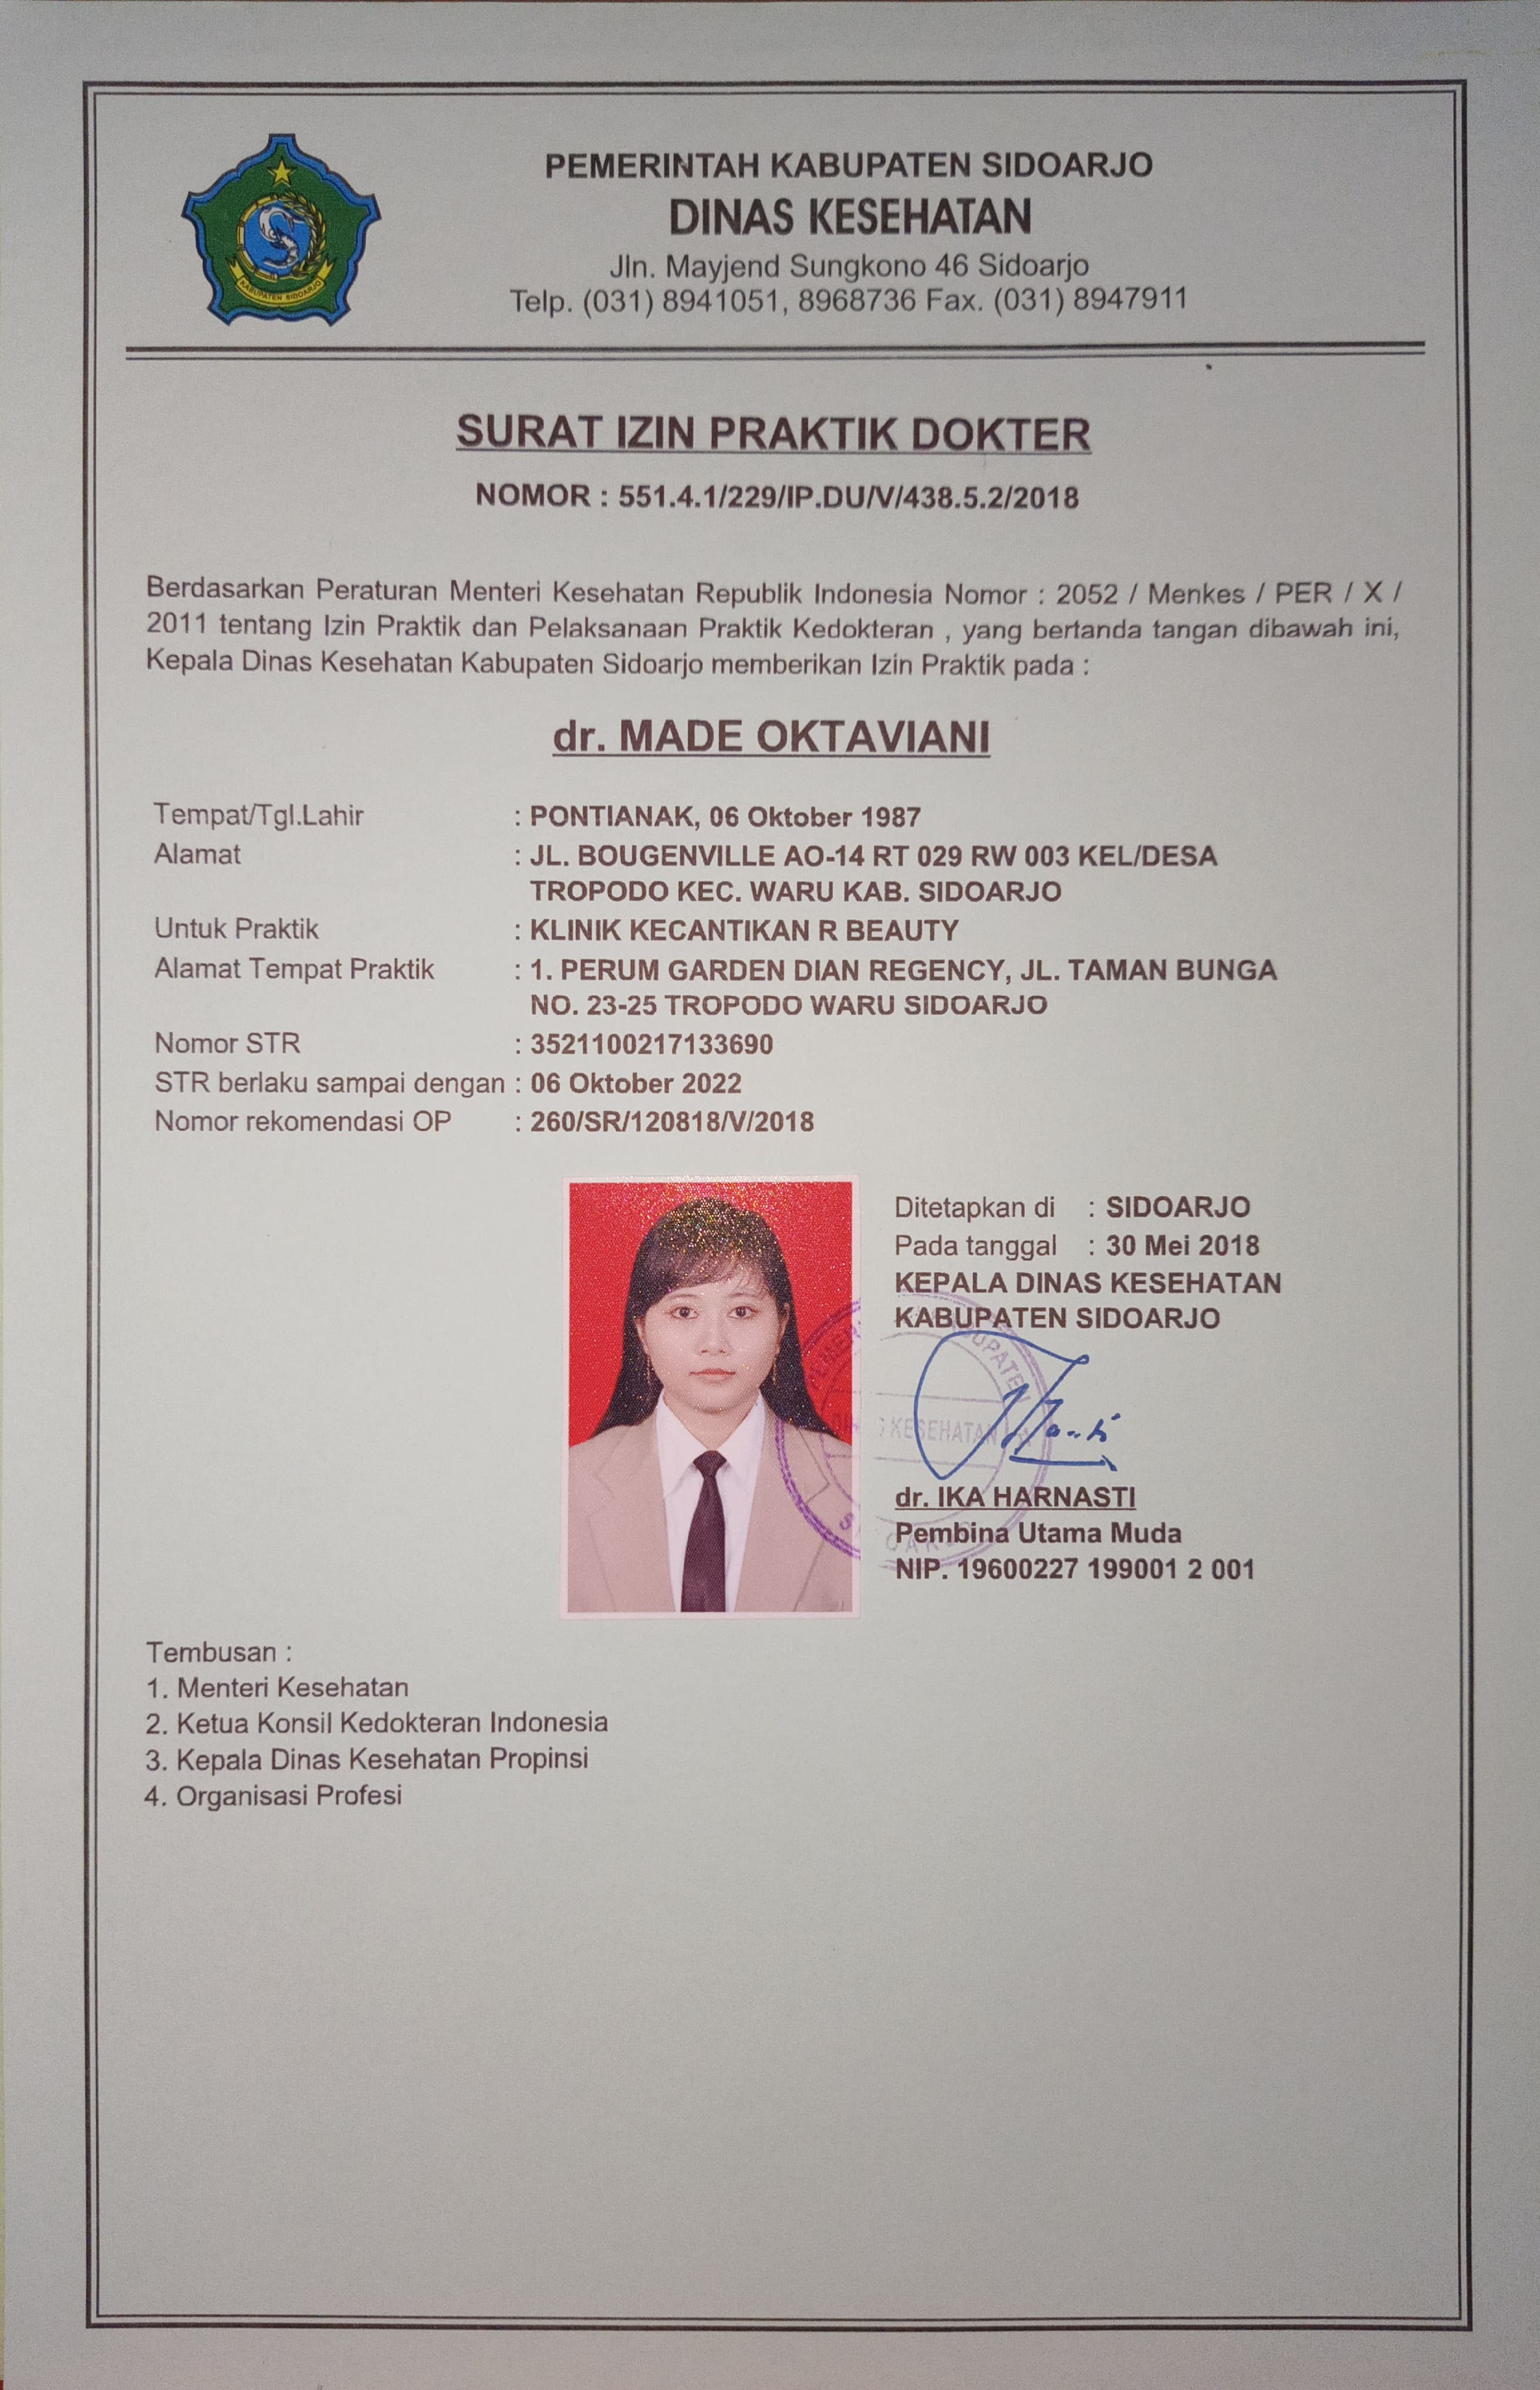 PEMERINTAH KABUPATEN SIDOARJO
DINAS KESEHATAN
Jln. Mayjend Sungkono 46 Sidoarjo
Telp. (031) 8941051, 8968736 Fax. (031) 8947911
KABUPATEN SIDOARJO
SURAT IZIN PRAKTIK DOKTER
NOMOR : 551.4.1/229/IP.DU/V/438.5.2/2018
Berdasarkan Peraturan Menteri Kesehatan Republik Indonesia Nomor : 2052 / Menkes / PER / X /
2011 tentang Izin Praktik dan Pelaksanaan Praktik Kedokteran , yang bertanda tangan dibawah ini,
Kepala Dinas Kesehatan Kabupaten Sidoarjo memberikan Izin Praktik pada :
dr. MADE OKTAVIANI
Tempat/Tgl.Lahir : PONTIANAK, 06 Oktober 1987
Alamat : JL. BOUGENVILLE AO-14 RT 029 RW 003 KEL/DESA
TROPODO KEC. WARU KAB. SIDOARJO
Untuk Praktik : KLINIK KECANTIKAN R BEAUTY
Alamat Tempat Praktik : 1. PERUM GARDEN DIAN REGENCY, JL. TAMAN BUNGA
NO. 23-25 TROPODO WARU SIDOARJO
Nomor STR : 3521100217133690
STR berlaku sampai dengan : 06 Oktober 2022
Nomor rekomendasi OP : 260/SR/120818/V/2018
Ditetapkan di : SIDOARJO
Pada tanggal : 30 Mei 2018
KEPALA DINAS KESEHATAN
KABUPATEN SIDOARJO
KESEHATAN
dr. IKA HARNASTI
Pembina Utama Muda
NIP. 19600227 199001 2 001
Tembusan :
1. Menteri Kesehatan
2. Ketua Konsil Kedokteran Indonesia
3. Kepala Dinas Kesehatan Propinsi
4. Organisasi Profesi